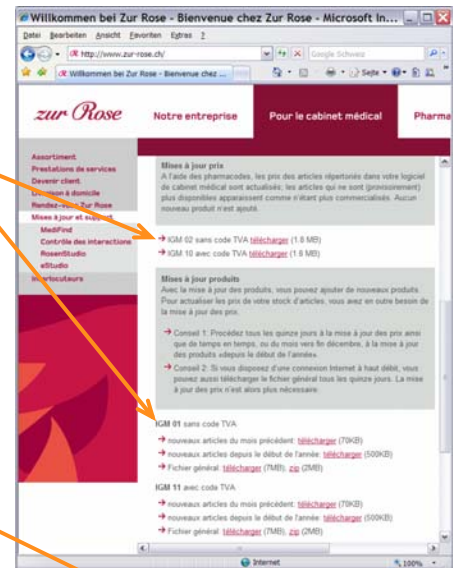 Willkommen bei Zur Rose - Bienvenue chez Zur Rose - Microsoft In...
Datei Bearbeiten Ansicht Favoriten Extras ?
http://www.zur-rose.ch/
Google Schweiz
Willkommen bei Zur Rose - Bienvenue chez ...
Seite
zur Rose
Notre entreprise
Pour le cabinet médical
Pharma
Assortiment
Prestations de services
Devenir client
Livraison à domicile
Rendez-vous Zur Rose
Mises à jour et support
MediFind
Contrôle des interactions
RosenStudio
eStudio
Interlocuteurs
Mises à jour prix
A l'aide des pharmacodes, les prix des articles répertoriés dans votre logiciel
de cabinet médical sont actualisés; les articles qui ne sont (provisoirement)
plus disponibles apparaissent comme n'étant plus commercialisés. Aucun
nouveau produit n'est ajouté.
IGM 02 sans code TVA télécharger (1.8 MB)
IGM 10 avec code TVA télécharger (1.8 MB)
Mises à jour produits
Avec la mise à jour des produits, vous pouvez ajouter de nouveaux produits.
Pour actualiser les prix de votre stock d'articles, vous avez en outre besoin de
la mise à jour des prix.
Conseil 1: Procédez tous les quinze jours à la mise à jour des prix ainsi
que de temps en temps, ou du mois vers fin décembre, à la mise à jour
des produits «depuis le début de l'année».
Conseil 2: Si vous disposez d'une connexion Internet à haut débit, vous
pouvez aussi télécharger le fichier général tous les quinze jours. La mise
à jour des prix n'est alors plus nécessaire.
IGM 01 sans code TVA
nouveaux articles du mois précédent: télécharger (70KB)
nouveaux articles depuis le début de l'année: télécharger (500KB)
Fichier général: télécharger (7MB), zip (2MB)
IGM 11 avec code TVA
nouveaux articles du mois précédent: télécharger (70KB)
nouveaux articles depuis le début de l'année: télécharger (500KB)
Fichier général: télécharger (7MB), zip (2MB)
Internet
100%